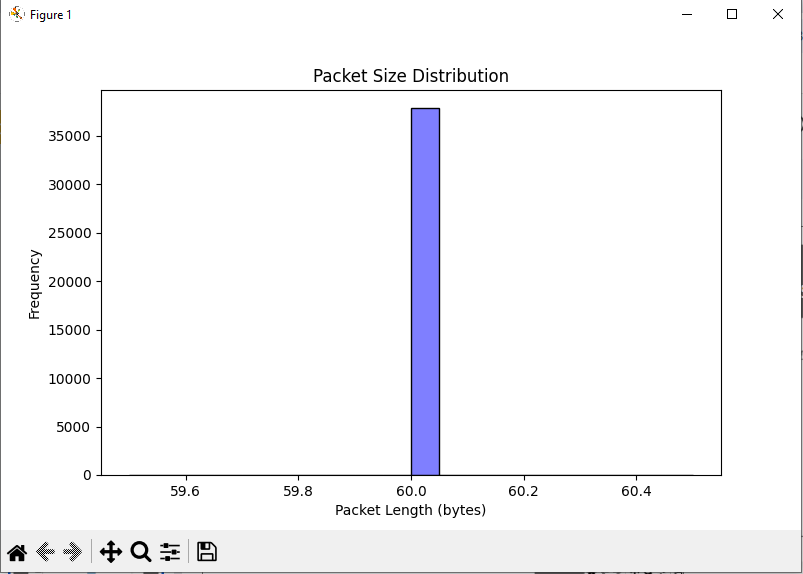 Figure 1
Packet Size Distribution
35000
30000
25000
20000
15000
10000
5000
0
Frequency
59.6 59.8 60.0 60.2 60.4
Packet Length (bytes)